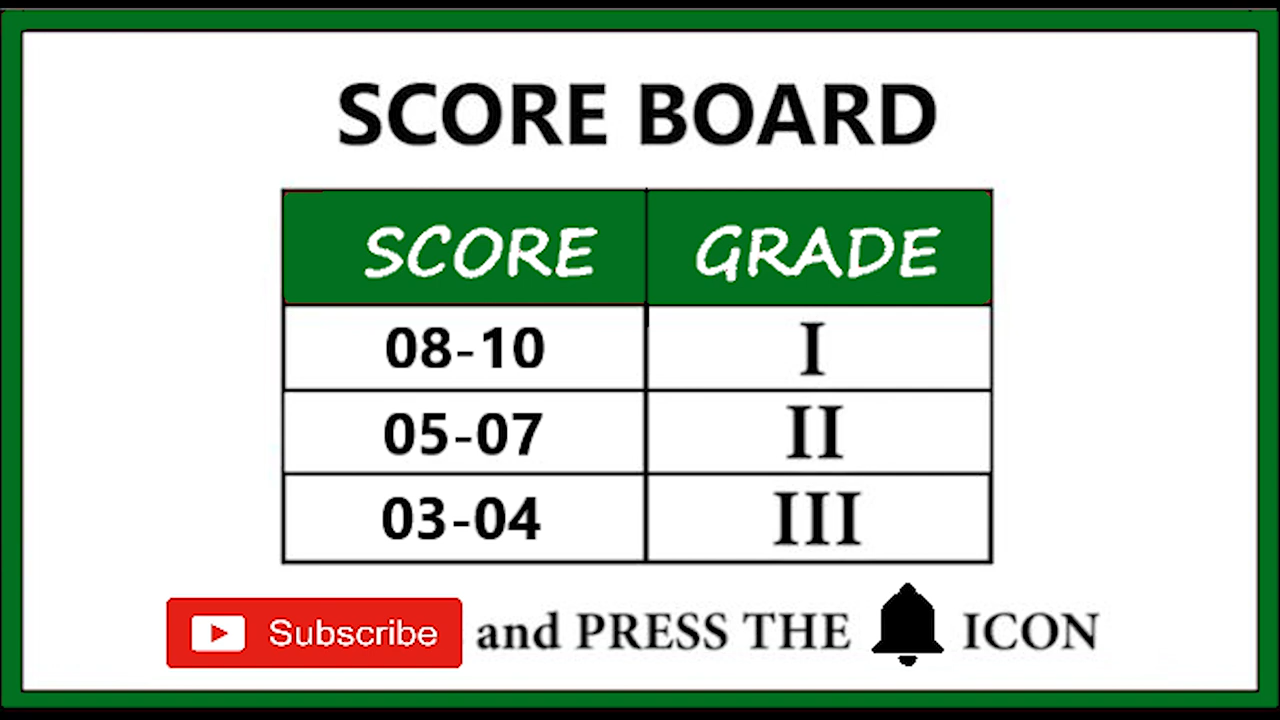 SCORE BOARD
SCORE GRADE
08-10 I
05-07 II
03-04 III
Subscribe and PRESS THE ICON